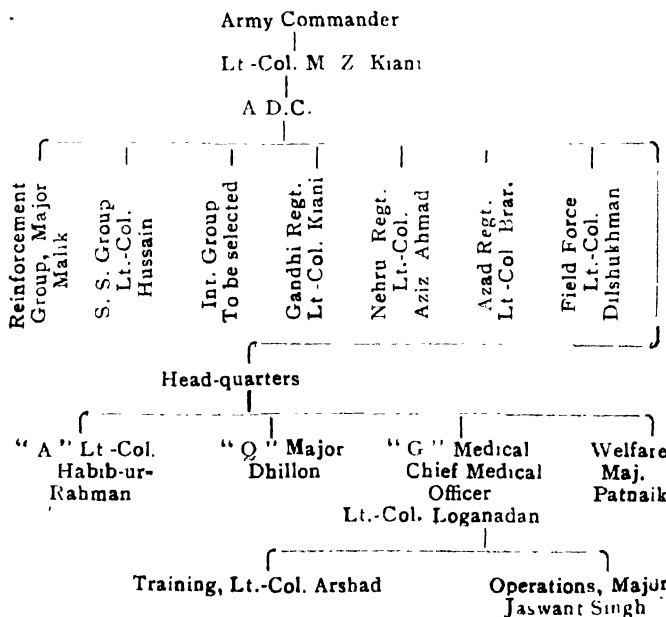 Army Commander
Lt-Col. M Z Kiani
A D.C.
Reinforcement
Group, Major
Malik
S. S. Group
Lt.-Col.
Hussain
Int. Group
To be selected
Gandhi Regt.
Lt-Col. Kiani
Nehru Regt.
Lt-Col.
Aziz Ahmad
Azad Regt.
Lt-Col Brar.
Field Force
Lt-Col.
Dilshukhman
Head-quarters
"A" Lt-Col.
Habib-ur-
Rahman
"Q" Major
Dhillon
"G" Medical
Chief Medical
Officer
Lt.-Col. Loganadan
Welfare
Maj.
Patnaik
Training, Lt.-Col. Arshad
Operations, Major
Jaswant Singh